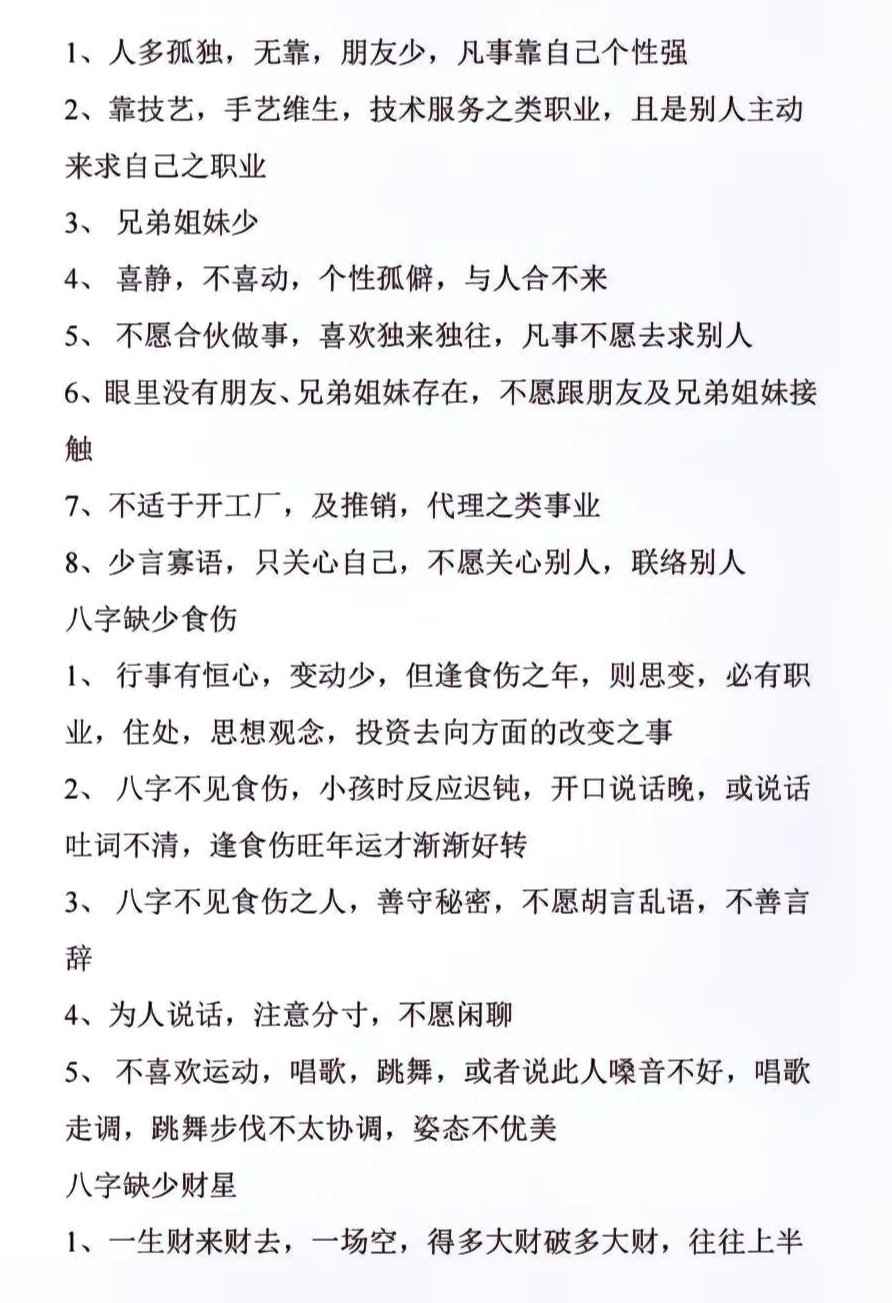 1、人多孤独，无靠，朋友少，凡事靠自己个性强
2、靠技艺，手艺维生，技术服务之类职业，且是别人主动
来求自己之职业
3、 兄弟姐妹少
4、 喜静，不喜动，个性孤僻，与人合不来
5、 不愿合伙做事，喜欢独来独往，凡事不愿去求别人
6、眼里没有朋友、兄弟姐妹存在，不愿跟朋友及兄弟姐妹接
触
7、不适于开工厂，及推销，代理之类事业
8、少言寡语，只关心自己，不愿关心别人，联络别人
八字缺少食伤
1、 行事有恒心，变动少，但逢食伤之年，则思变，必有职
业，住处，思想观念，投资去向方面的改变之事
2、 八字不见食伤，小孩时反应迟钝，开口说话晚，或说话
吐词不清，逢食伤旺年运才渐渐好转
3、 八字不见食伤之人，善守秘密，不愿胡言乱语，不善言
辞
4、为人说话，注意分寸，不愿闲聊
5、 不喜欢运动，唱歌，跳舞，或者说此人嗓音不好，唱歌
走调，跳舞步伐不太协调，姿态不优美
八字缺少财星
1、一生财来财去，一场空，得多大财破多大财，往往上半